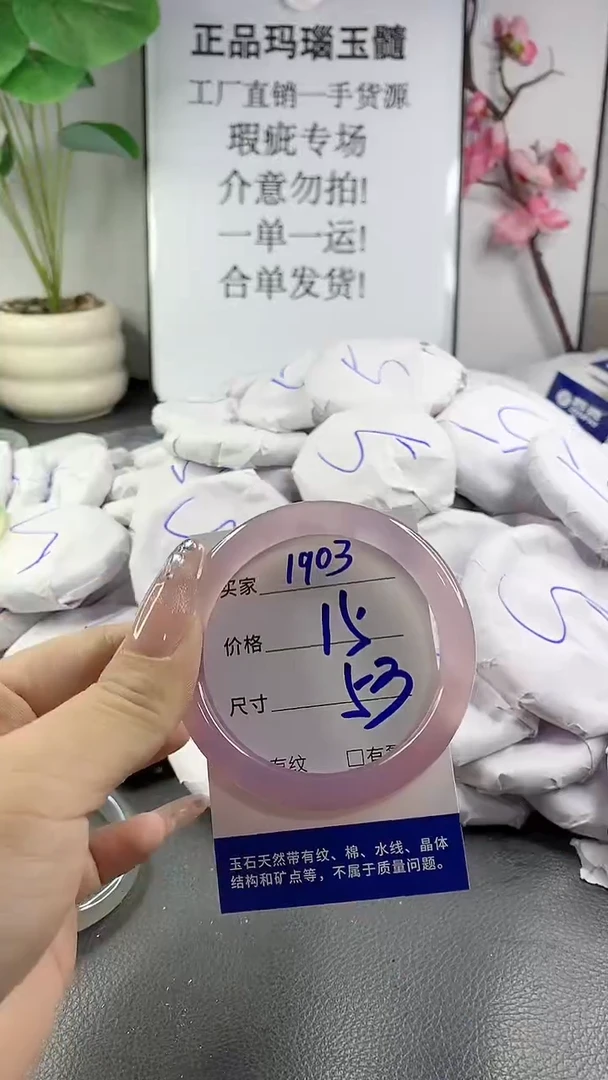 正品玛瑙玉髓
工厂直销一手货源
瑕疵专场
介意勿拍!
一单一运!
合单发货!
买家 1903
价格 15
尺寸 53
有纹 □有
玉石天然带有纹、棉、水线、晶体
结构和矿点等，不属于质量问题。